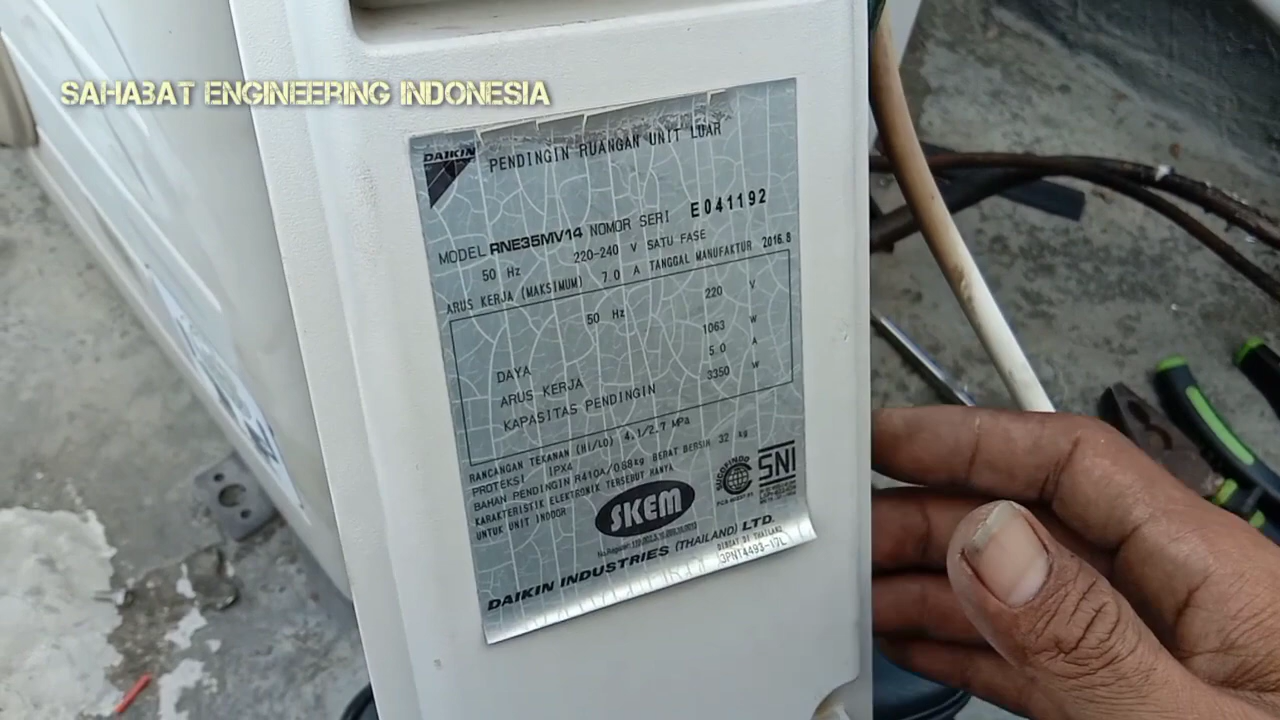 SAHABAT ENGINEERING INDONESIA
DAIKIN
PENDINGIN RUANGAN UNIT LUAR
MODEL RNE35MV14 NOMOR SERI E041192
50 Hz 220-240 V SATU FASE
ARUS KERJA (MAKSIMUM) 7.0 A TANGGAL MANUFAKTUR 2016.8
50 Hz 220 V
DAYA 1063 W
ARUS KERJA 5.0 A
KAPASITAS PENDINGIN 3350 W
RANCANGAN TEKANAN (HI/LO) 4.1/2.7 MPa
PROTEKSI IPX4
BAHAN PENDINGIN R410A/0.88kg BERAT BERSIH 32 kg
KARAKTERISTIK ELEKTRONIK TERSEBUT HANYA
UNTUK UNIT INDOOR
SKEM
SUCOFINDO
SNI
DAIKIN INDUSTRIES (THAILAND) LTD.
DIBUAT DI THAILAND
3PNT4493-17L